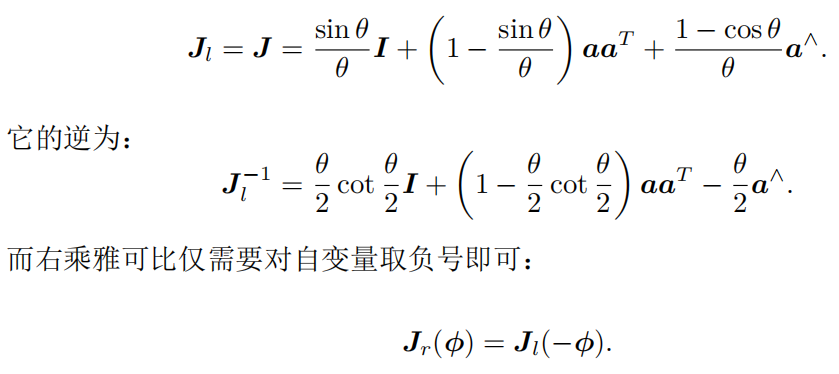 $\boldsymbol{J}_l = \boldsymbol{J} = \frac{\sin\theta}{\theta}\boldsymbol{I} + \left(1 - \frac{\sin\theta}{\theta}\right)\boldsymbol{a}\boldsymbol{a}^T + \frac{1-\cos\theta}{\theta}\boldsymbol{a}^\wedge.$
它的逆为：
$\boldsymbol{J}_l^{-1} = \frac{\theta}{2}\cot\frac{\theta}{2}\boldsymbol{I} + \left(1 - \frac{\theta}{2}\cot\frac{\theta}{2}\right)\boldsymbol{a}\boldsymbol{a}^T - \frac{\theta}{2}\boldsymbol{a}^\wedge.$
而右乘雅可比仅需要对自变量取负号即可：
$\boldsymbol{J}_r(\boldsymbol{\phi}) = \boldsymbol{J}_l(-\boldsymbol{\phi}).$